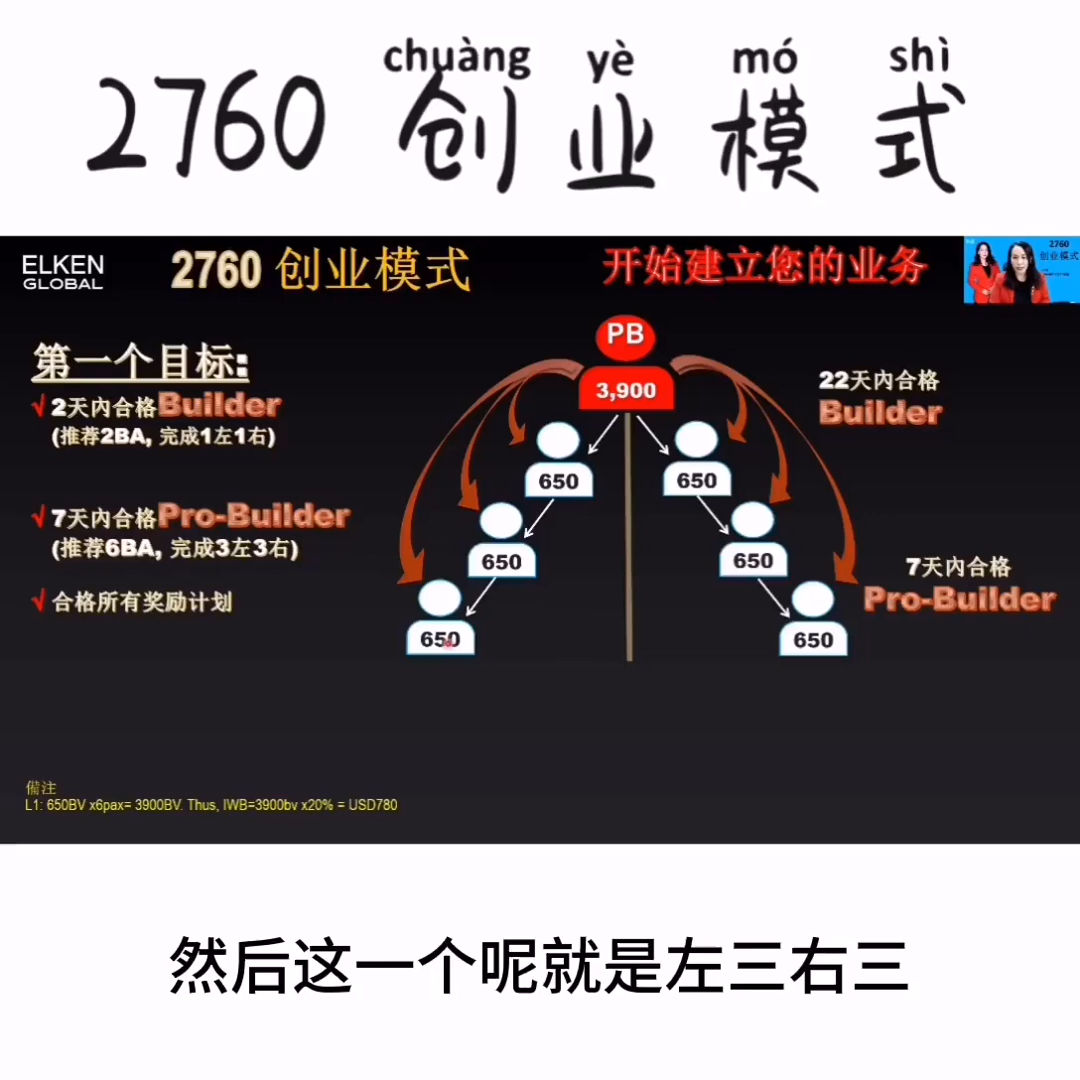 chuàng yè mó shì
2760 创业模式
ELKEN
GLOBAL
2760 创业模式
开始建立您的业务
2760
创业模式
第一个目标:
√ 2天内合格Builder
(推荐2BA, 完成1左1右)
√ 7天内合格Pro-Builder
(推荐6BA, 完成3左3右)
√ 合格所有奖励计划
PB
3,900
650
650
650
650
650
650
22天内合格
Builder
7天内合格
Pro-Builder
備注
L1: 650BV x6pax= 3900BV. Thus, IWB=3900bv x20% = USD780
然后这一个呢就是左三右三